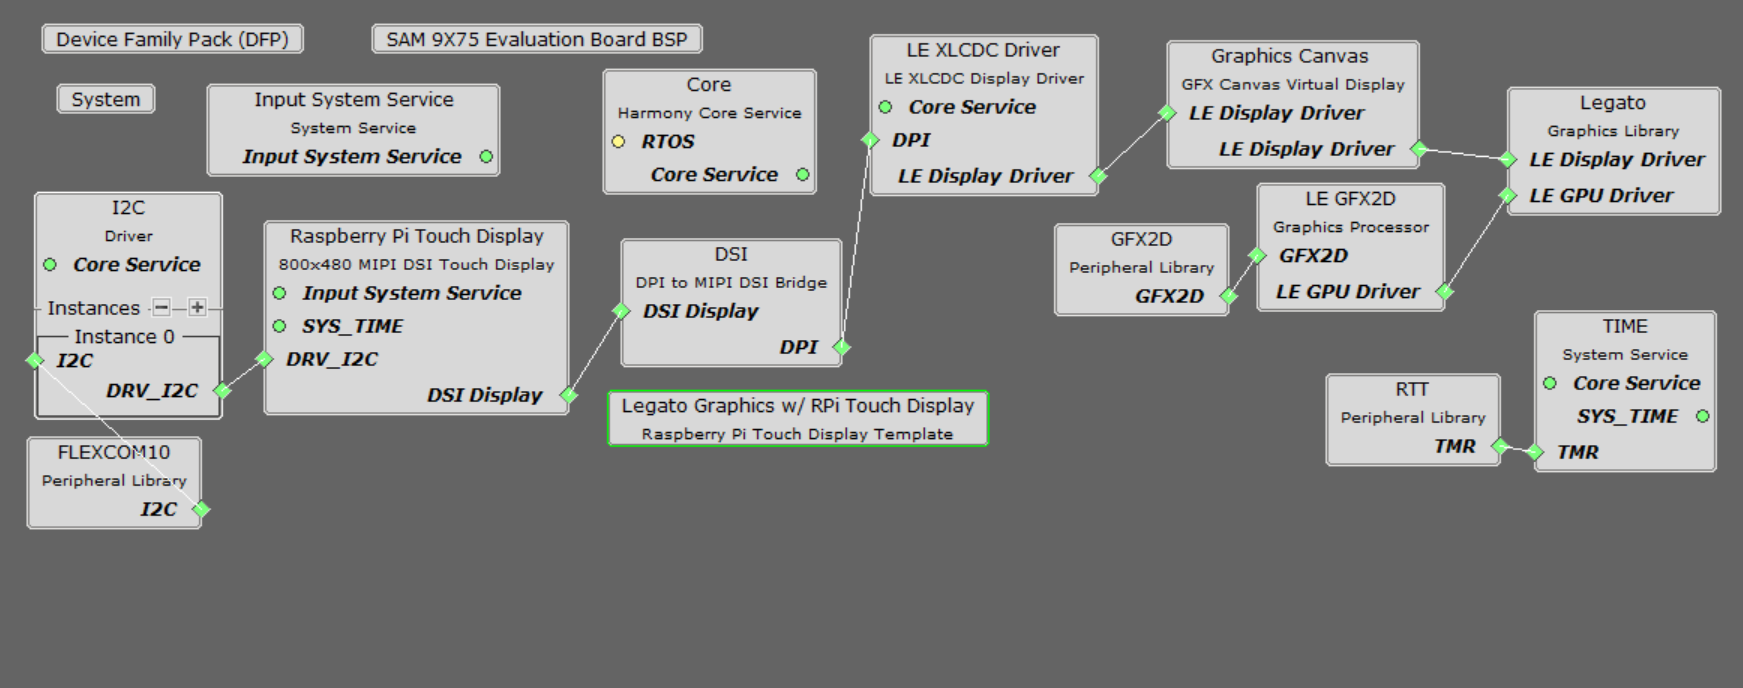 Device Family Pack (DFP)
SAM 9X75 Evaluation Board BSP
System
Input System Service
System Service
Input System Service
Core
Harmony Core Service
RTOS
Core Service
LE XLCDC Driver
LE XLCDC Display Driver
Core Service
DPI
LE Display Driver
Graphics Canvas
GFX Canvas Virtual Display
LE Display Driver
LE Display Driver
Legato
Graphics Library
LE Display Driver
LE GPU Driver
I2C
Driver
Core Service
Instances
Instance 0
I2C
DRV_I2C
Raspberry Pi Touch Display
800x480 MIPI DSI Touch Display
Input System Service
SYS_TIME
DRV_I2C
DSI Display
DSI
DPI to MIPI DSI Bridge
DSI Display
DPI
GFX2D
Peripheral Library
GFX2D
LE GFX2D
Graphics Processor
GFX2D
LE GPU Driver
Legato Graphics w/ RPi Touch Display
Raspberry Pi Touch Display Template
RTT
Peripheral Library
TMR
TIME
System Service
Core Service
SYS_TIME
TMR
FLEXCOM10
Peripheral Library
I2C